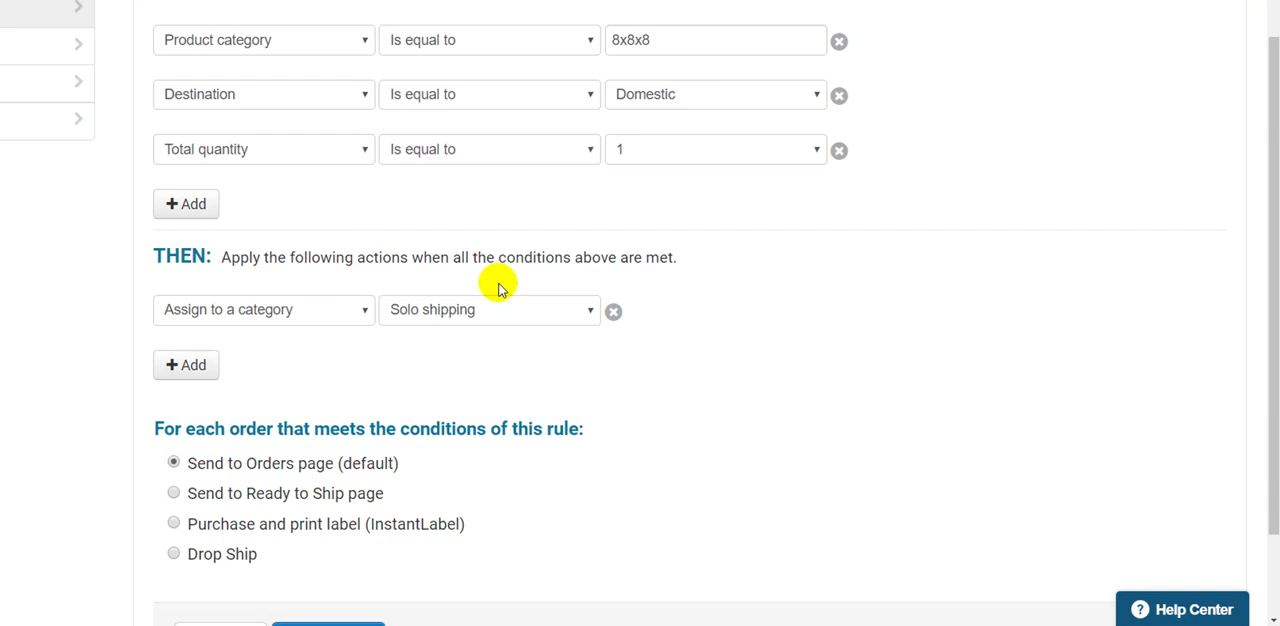 Product category Is equal to 8x8x8
Destination Is equal to Domestic
Total quantity Is equal to 1
Add
THEN: Apply the following actions when all the conditions above are met.
Assign to a category Solo shipping
Add
For each order that meets the conditions of this rule:
Send to Orders page (default)
Send to Ready to Ship page
Purchase and print label (InstantLabel)
Drop Ship
? Help Center